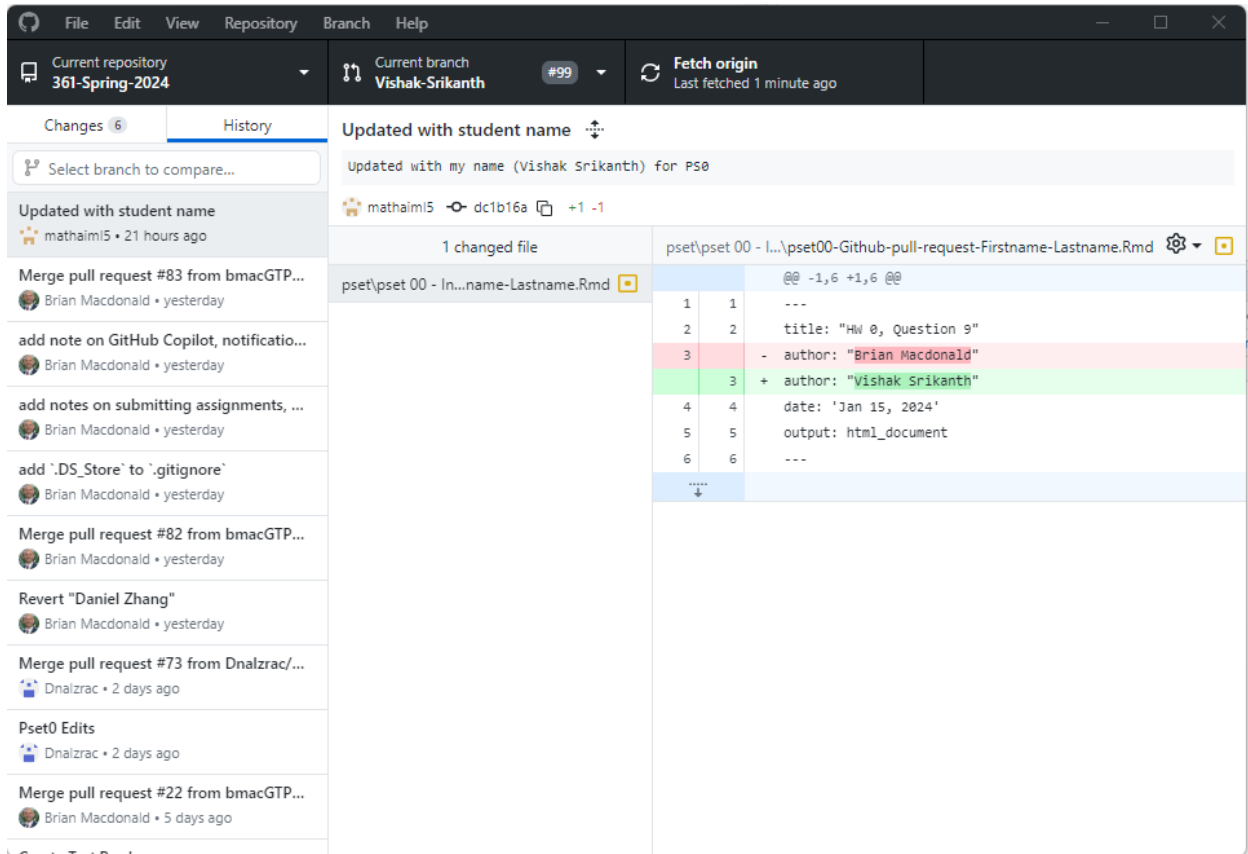 File Edit View Repository Branch Help
Current repository
361-Spring-2024
Current branch
Vishak-Srikanth
#99
Fetch origin
Last fetched 1 minute ago
Changes 6
History
Select branch to compare...
Updated with student name
mathaiml5 • 21 hours ago
Merge pull request #83 from bmacGTP...
Brian Macdonald • yesterday
add note on GitHub Copilot, notificatio...
Brian Macdonald • yesterday
add notes on submitting assignments, ...
Brian Macdonald • yesterday
add `.DS_Store` to `.gitignore`
Brian Macdonald • yesterday
Merge pull request #82 from bmacGTP...
Brian Macdonald • yesterday
Revert "Daniel Zhang"
Brian Macdonald • yesterday
Merge pull request #73 from Dnalzrac/...
Dnalzrac • 2 days ago
Pset0 Edits
Dnalzrac • 2 days ago
Merge pull request #22 from bmacGTP...
Brian Macdonald • 5 days ago
Updated with student name
Updated with my name (Vishak Srikanth) for PS0
mathaiml5 dc1b16a +1 -1
1 changed file
pset\pset 00 - In...name-Lastname.Rmd
pset\pset 00 - I...\pset00-Github-pull-request-Firstname-Lastname.Rmd
@@ -1,6 +1,6 @@
1 1 ---
2 2 title: "HW 0, Question 9"
3 - author: "Brian Macdonald"
3 + author: "Vishak Srikanth"
4 4 date: 'Jan 15, 2024'
5 5 output: html_document
6 6 ---